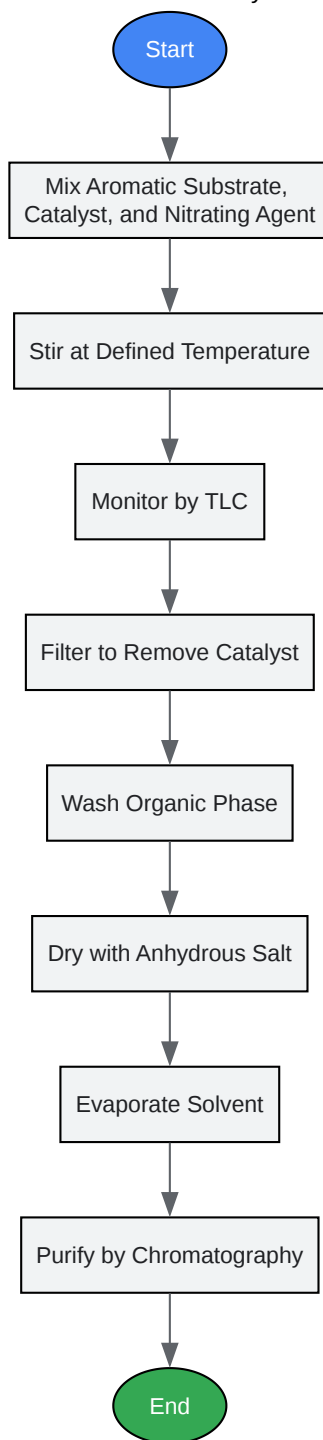 Start
Mix Aromatic Substrate,
Catalyst, and Nitrating Agent
Stir at Defined Temperature
Monitor by TLC
Filter to Remove Catalyst
Wash Organic Phase
Dry with Anhydrous Salt
Evaporate Solvent
Purify by Chromatography
End